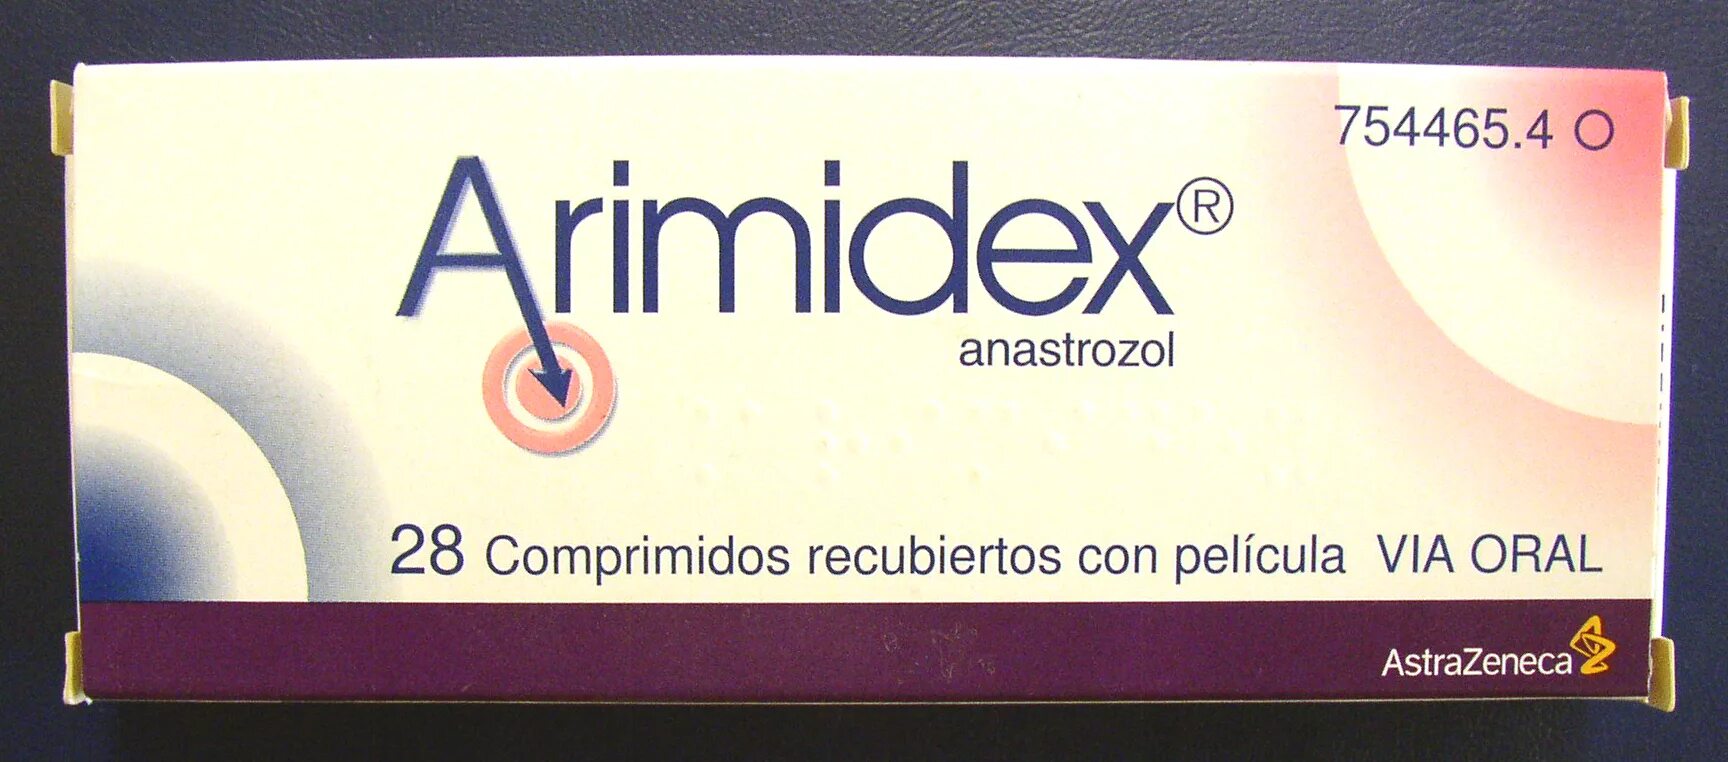 754465.4 O
Arimidex®
anastrozol
28 Comprimidos recubiertos con película VIA ORAL
AstraZeneca